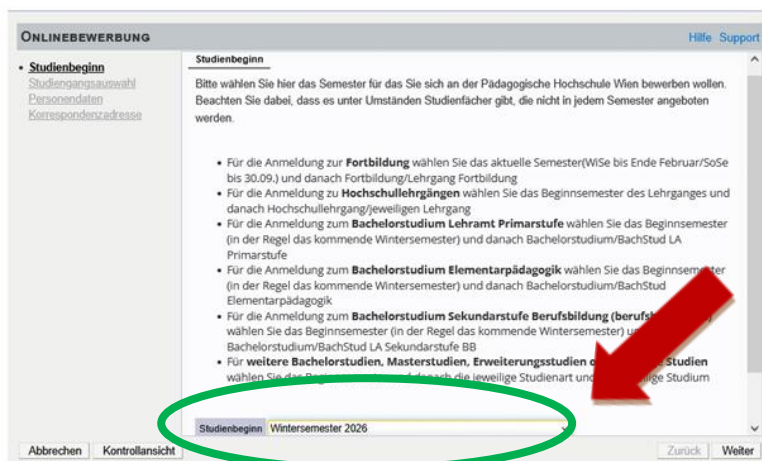 ONLINEBEWERBUNG
Hilfe Support
Studienbeginn
Studiengangsauswahl
Personendaten
Korrespondenzadresse
Studienbeginn
Bitte wählen Sie hier das Semester für das Sie sich an der Pädagogische Hochschule Wien bewerben wollen.
Beachten Sie dabei, dass es unter Umständen Studienfächer gibt, die nicht in jedem Semester angeboten
werden.
• Für die Anmeldung zur Fortbildung wählen Sie das aktuelle Semester(WiSe bis Ende Februar/SoSe
bis 30.09.) und danach Fortbildung/Lehrgang Fortbildung
• Für die Anmeldung zu Hochschullehrgängen wählen Sie das Beginnsemester des Lehrganges und
danach Hochschullehrgang/jeweiligen Lehrgang
• Für die Anmeldung zum Bachelorstudium Lehramt Primarstufe wählen Sie das Beginnsemester
(in der Regel das kommende Wintersemester) und danach Bachelorstudium/BachStud LA
Primarstufe
• Für die Anmeldung zum Bachelorstudium Elementarpädagogik wählen Sie das Beginnsemester
(in der Regel das kommende Wintersemester) und danach Bachelorstudium/BachStud
Elementarpädagogik
• Für die Anmeldung zum Bachelorstudium Sekundarstufe Berufsbildung
wählen Sie das Beginnsemester (in der Regel das kommende Wintersemester)
Bachelorstudium/BachStud LA Sekundarstufe BB
• Für weitere Bachelorstudien, Masterstudien, Erweiterungsstudien Studien
wählen Sie das danach die jeweilige Studienart Studium
Studienbeginn Wintersemester 2026
Abbrechen Kontrollansicht Zurück Weiter